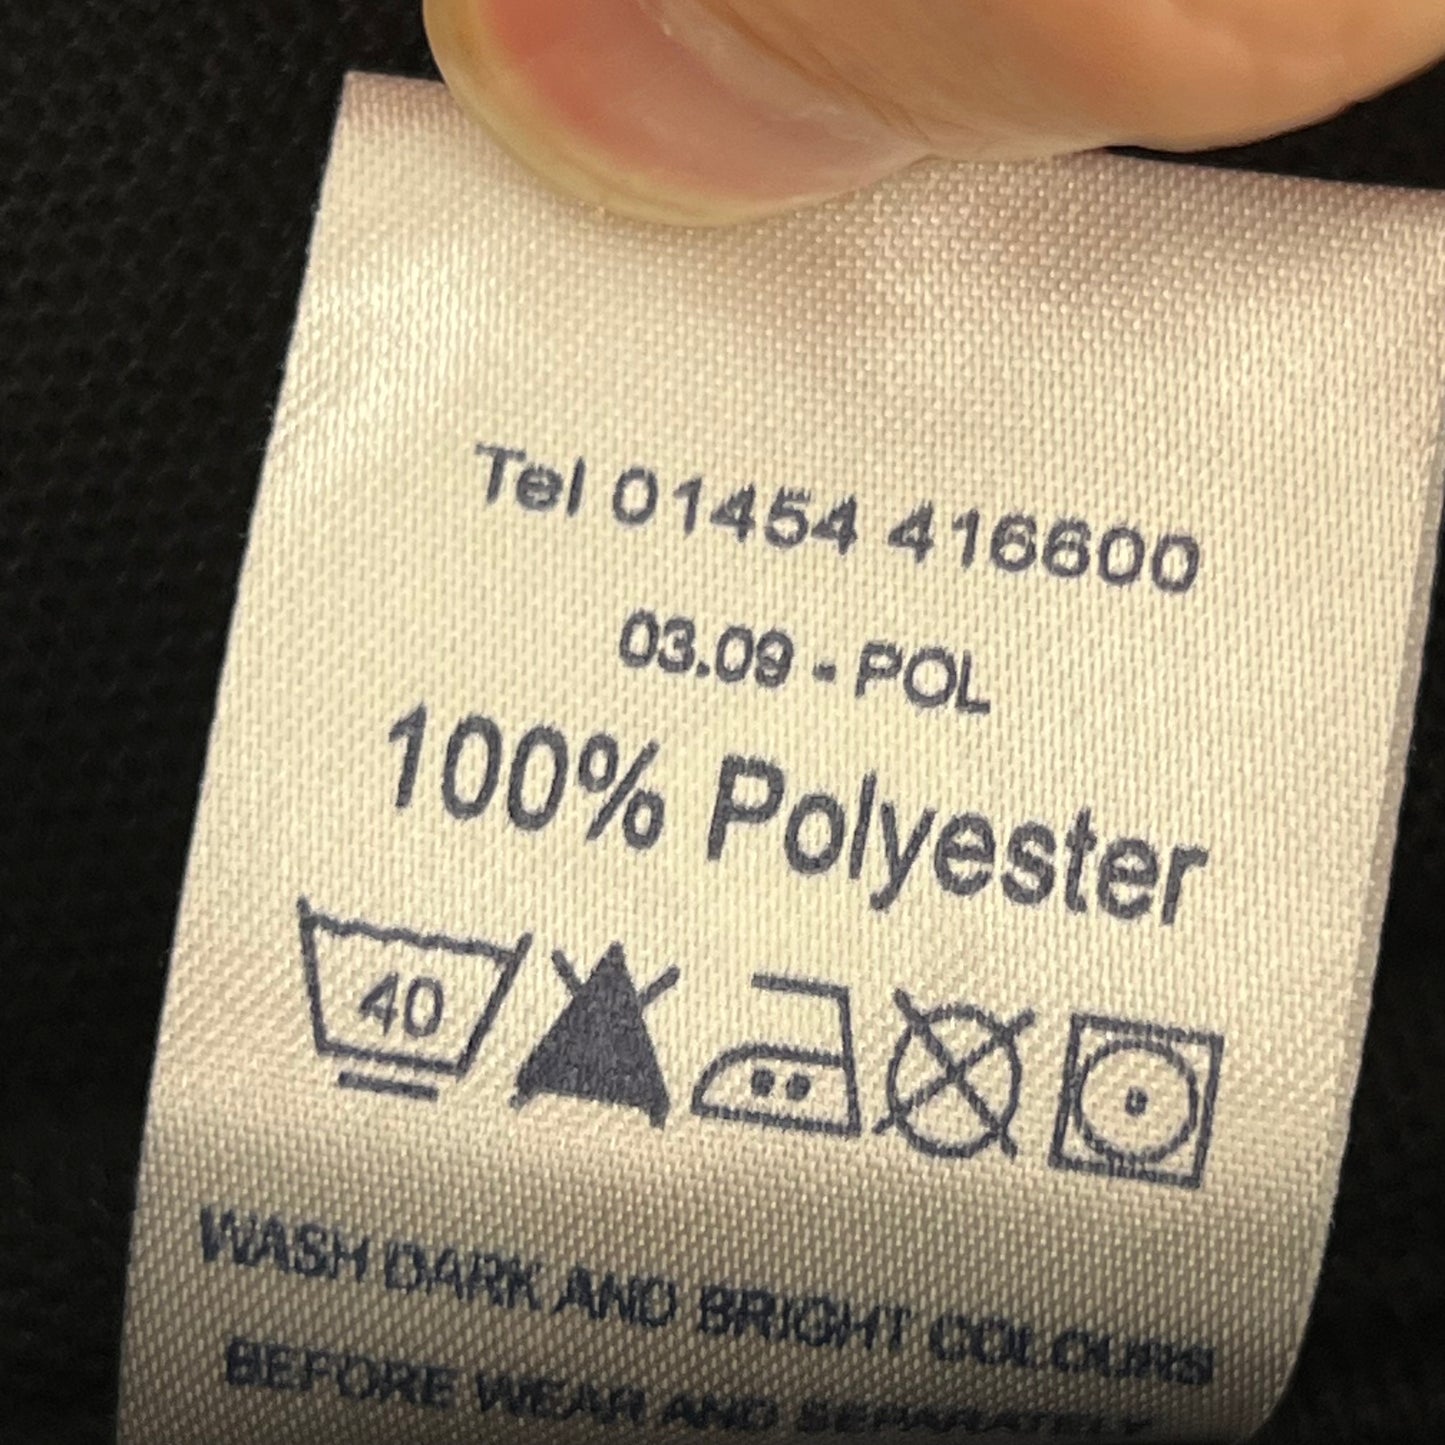 Tel 01454 416600
03.09 - POL
100% Polyester
40
WASH DARK AND BRIGHT COLOURS
BEFORE WEAR AND SEPARATELY